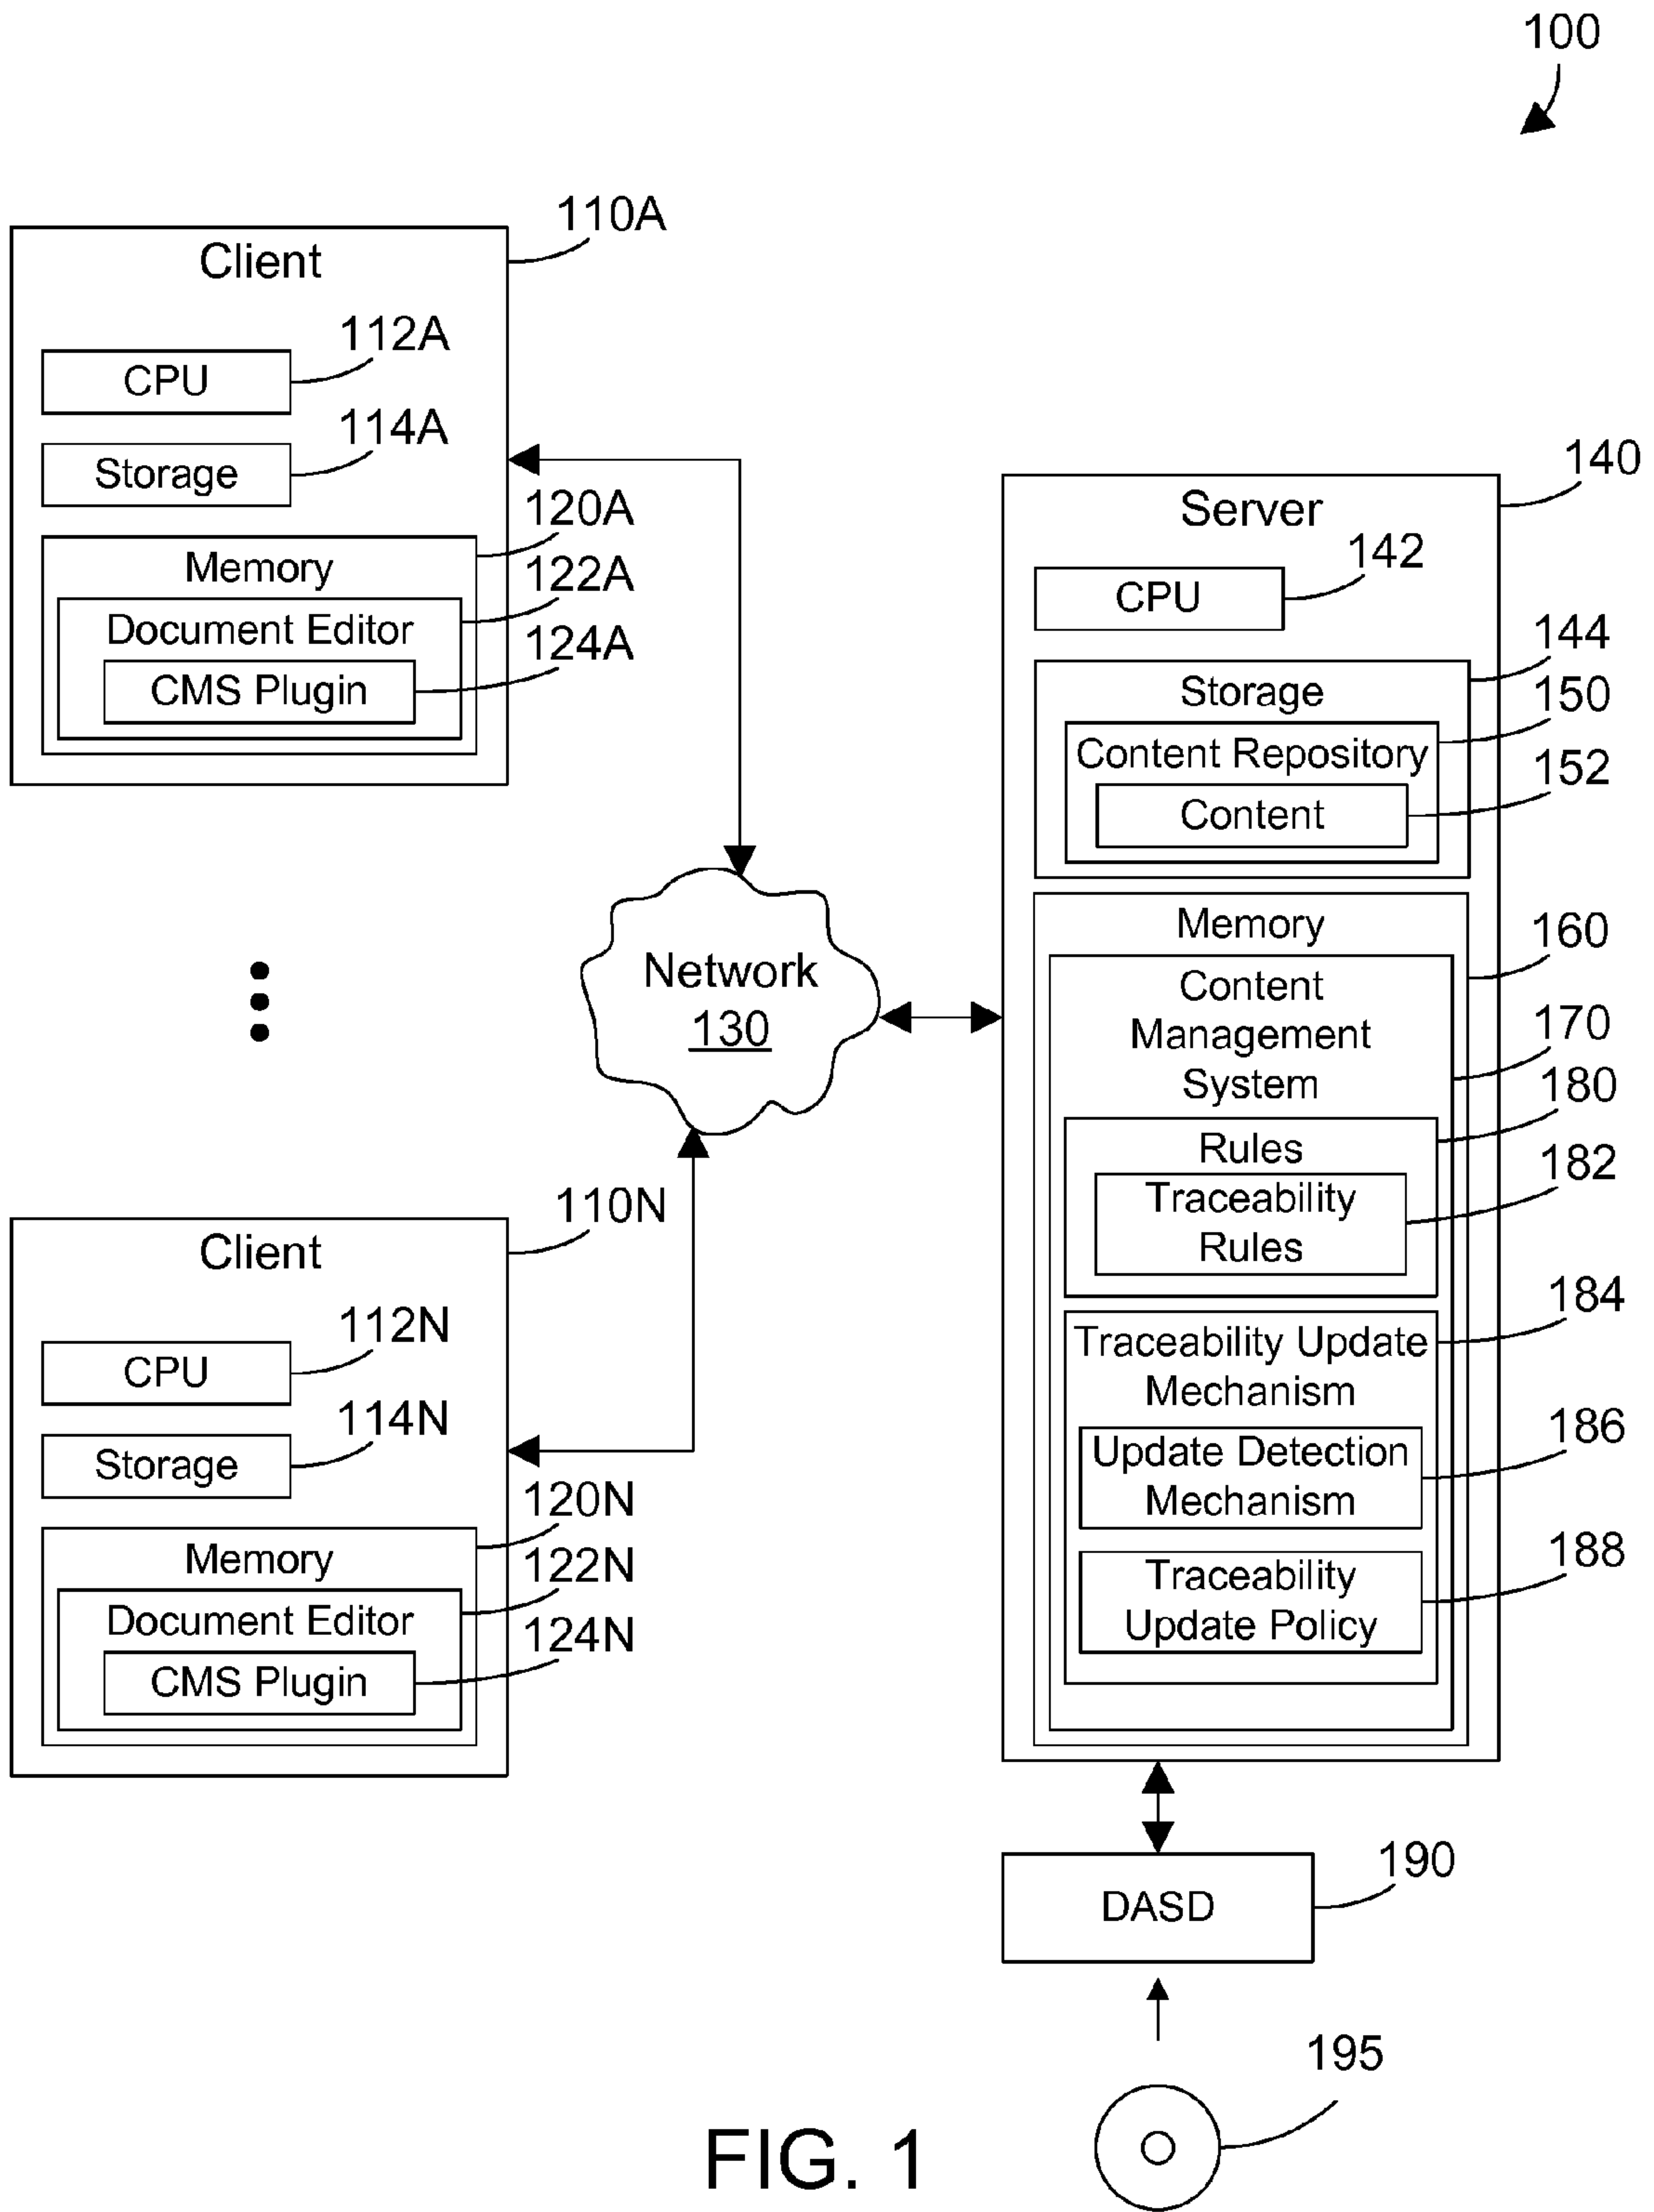 100
110A
Client
112A
CPU
114A
Storage
120A
Memory
122A
Document Editor
124A
CMS Plugin
Network
130
110N
Client
112N
CPU
114N
Storage
120N
Memory
122N
Document Editor
124N
CMS Plugin
140
Server
142
CPU
144
Storage
150
Content Repository
152
Content
Memory
160
Content
Management
System
170
180
Rules
182
Traceability
Rules
184
Traceability Update
Mechanism
186
Update Detection
Mechanism
188
Traceability
Update Policy
190
DASD
195
FIG. 1